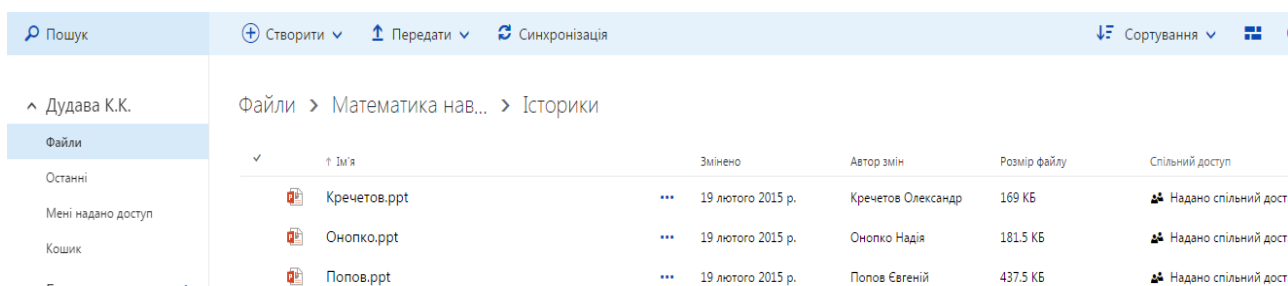 Пошук
Створити
Передати
Синхронізація
Сортування
Дудава К.К.
Файли
Останні
Мені надано доступ
Кошик
Файли > Математика нав... > Історики
↑ Ім'я Змінено Автор змін Розмір файлу Спільний доступ
Кречетов.ppt ... 19 лютого 2015 р. Кречетов Олександр 169 КБ Надано спільний дост
Онопко.ppt ... 19 лютого 2015 р. Онопко Надія 181.5 КБ Надано спільний дост
Попов.ppt ... 19 лютого 2015 р. Попов Євгеній 437.5 КБ Надано спільний дост